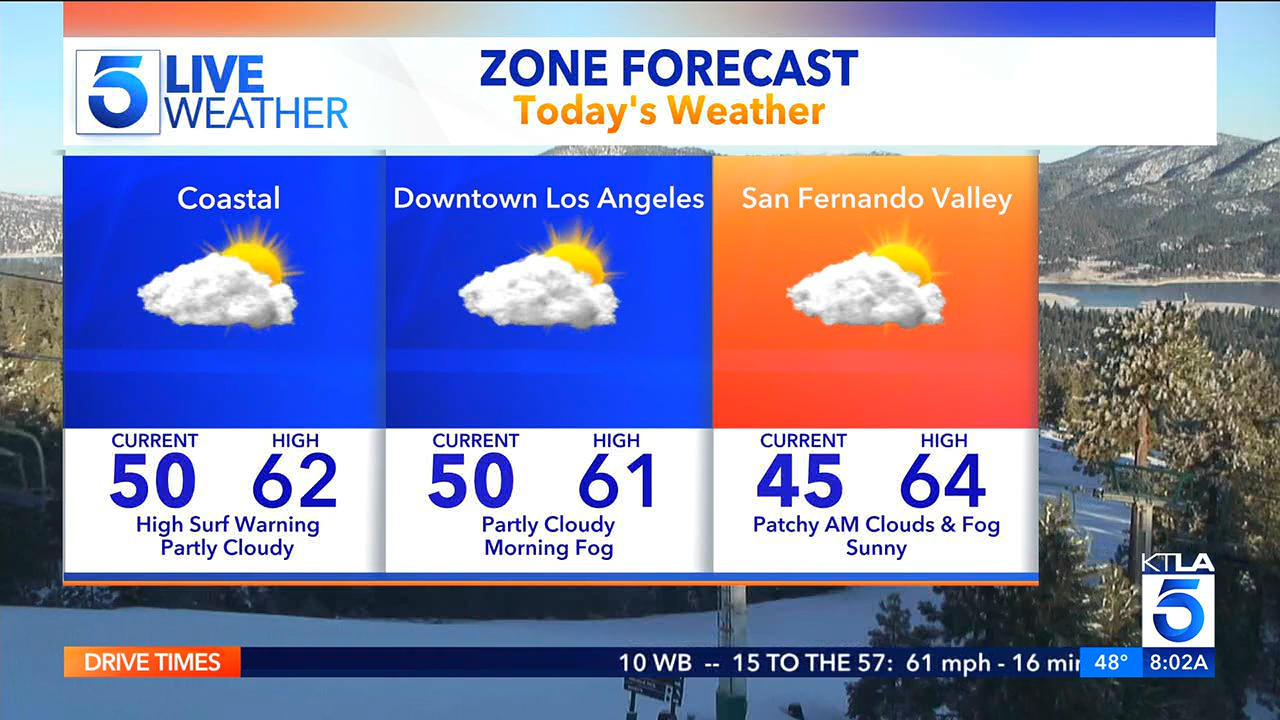 5 LIVE
WEATHER
ZONE FORECAST
Today's Weather
Coastal
CURRENT HIGH
50 62
High Surf Warning
Partly Cloudy
Downtown Los Angeles
CURRENT HIGH
50 61
Partly Cloudy
Morning Fog
San Fernando Valley
CURRENT HIGH
45 64
Patchy AM Clouds & Fog
Sunny
KTLA
5
DRIVE TIMES
10 WB -- 15 TO THE 57: 61 mph - 16 min
48° 8:02A